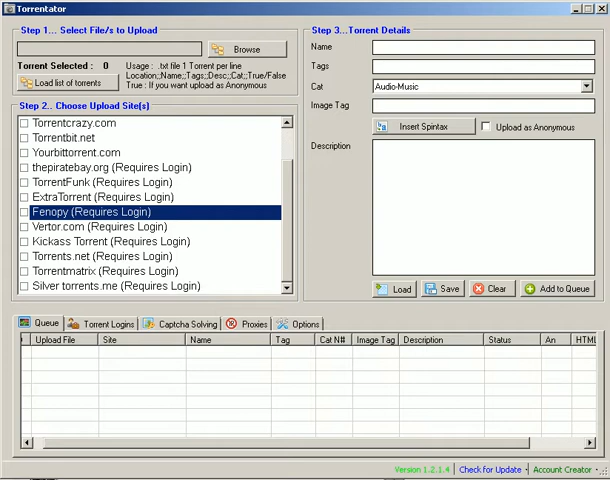 Torrentator
Step 1... Select File/s to Upload
Browse
Torrent Selected : 0
Load list of torrents
Usage : .txt file 1 Torrent per line
Location;;Name;;Tags;;Desc;;Cat;;True/False
True : If you want upload as Anonymous
Step 2.. Choose Upload Site(s)
Torrentcrazy.com
Torrentbit.net
Yourbittorrent.com
thepiratebay.org (Requires Login)
TorrentFunk (Requires Login)
ExtraTorrent (Requires Login)
Fenopy (Requires Login)
Vertor.com (Requires Login)
Kickass Torrent (Requires Login)
Torrents.net (Requires Login)
Torrentmatrix (Requires Login)
Silver torrents.me (Requires Login)
Step 3...Torrent Details
Name
Tags
Cat
Audio-Music
Image Tag
Insert Spintax
Upload as Anonymous
Description
Load
Save
Clear
Add to Queue
Queue
Torrent Logins
Captcha Solving
Proxies
Options
Upload File
Site
Name
Tag
Cat N#
Image Tag
Description
Status
An
HTML
Version 1.2.1.4
Check for Update
Account Creator